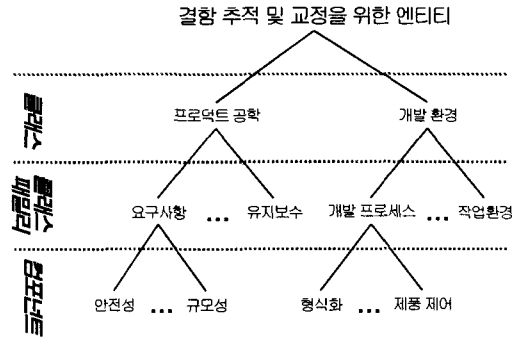 결함 추적 및 교정을 위한 엔티티
클래스
프로덕트 공학
개발 환경
클래스
패밀리
요구사항 ... 유지보수
개발 프로세스 ... 작업환경
컴포넌트
안전성 ... 규모성
형식화 ... 제품 제어